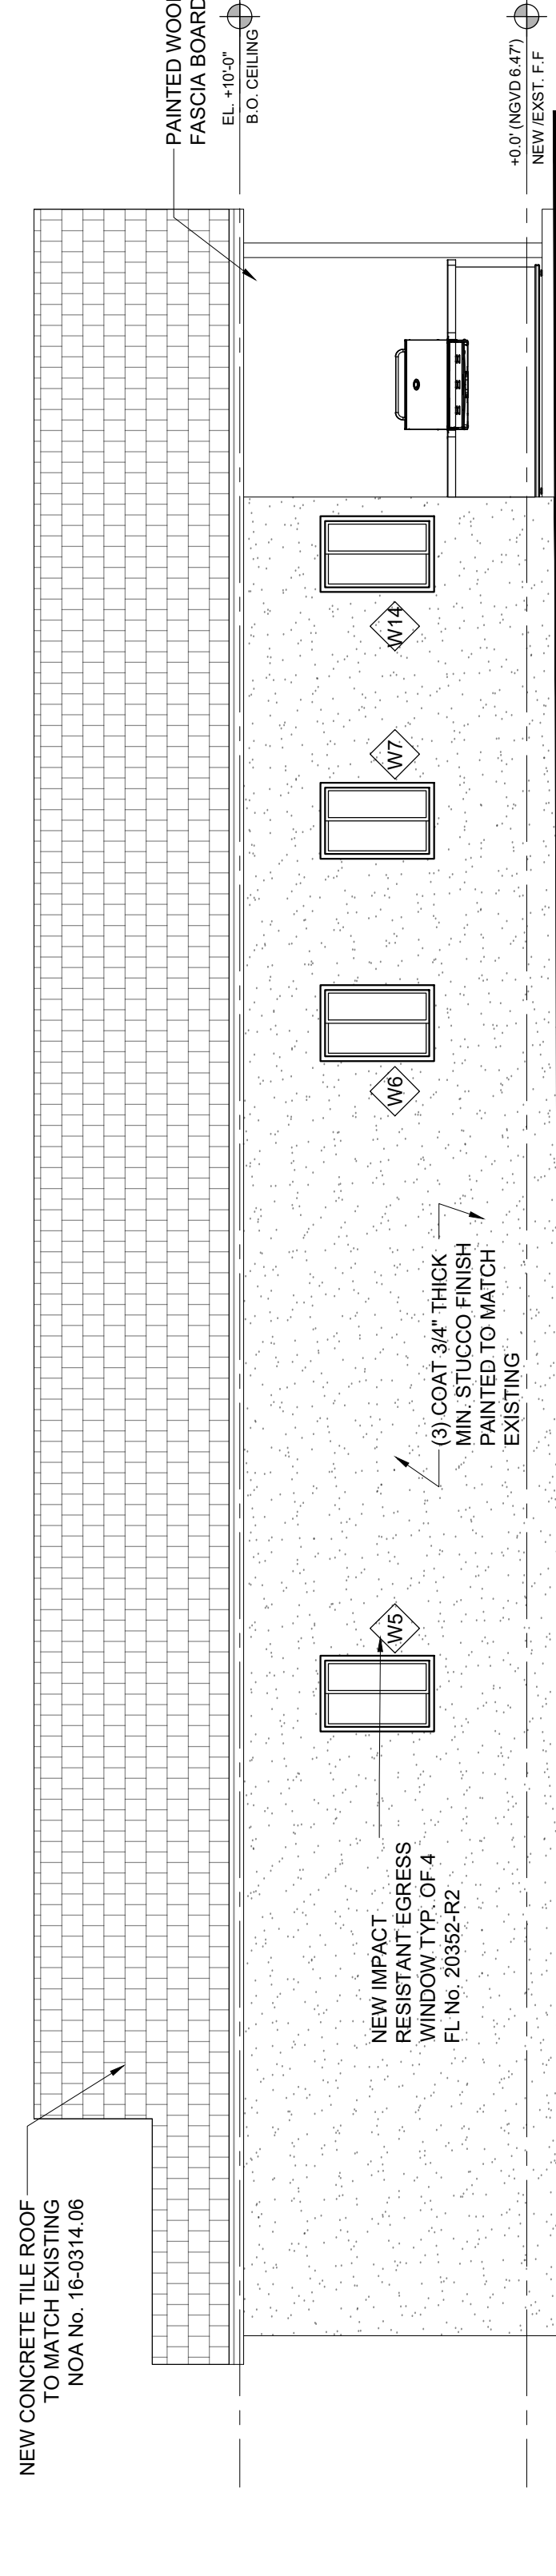 NEW CONCRETE TILE ROOF
TO MATCH EXISTING
NOA No. 16-0314.06
NEW IMPACT
RESISTANT EGRESS
WINDOW TYP. OF 4
FL No. 20352-R2
W5
(3) COAT 3/4" THICK
MIN. STUCCO FINISH
PAINTED TO MATCH
EXISTING
W6
W7
W14
PAINTED WOOD
FASCIA BOARD
EL. +10'-0"
B.O. CEILING
+0.0' (NGVD 6.47')
NEW /EXST. F.F